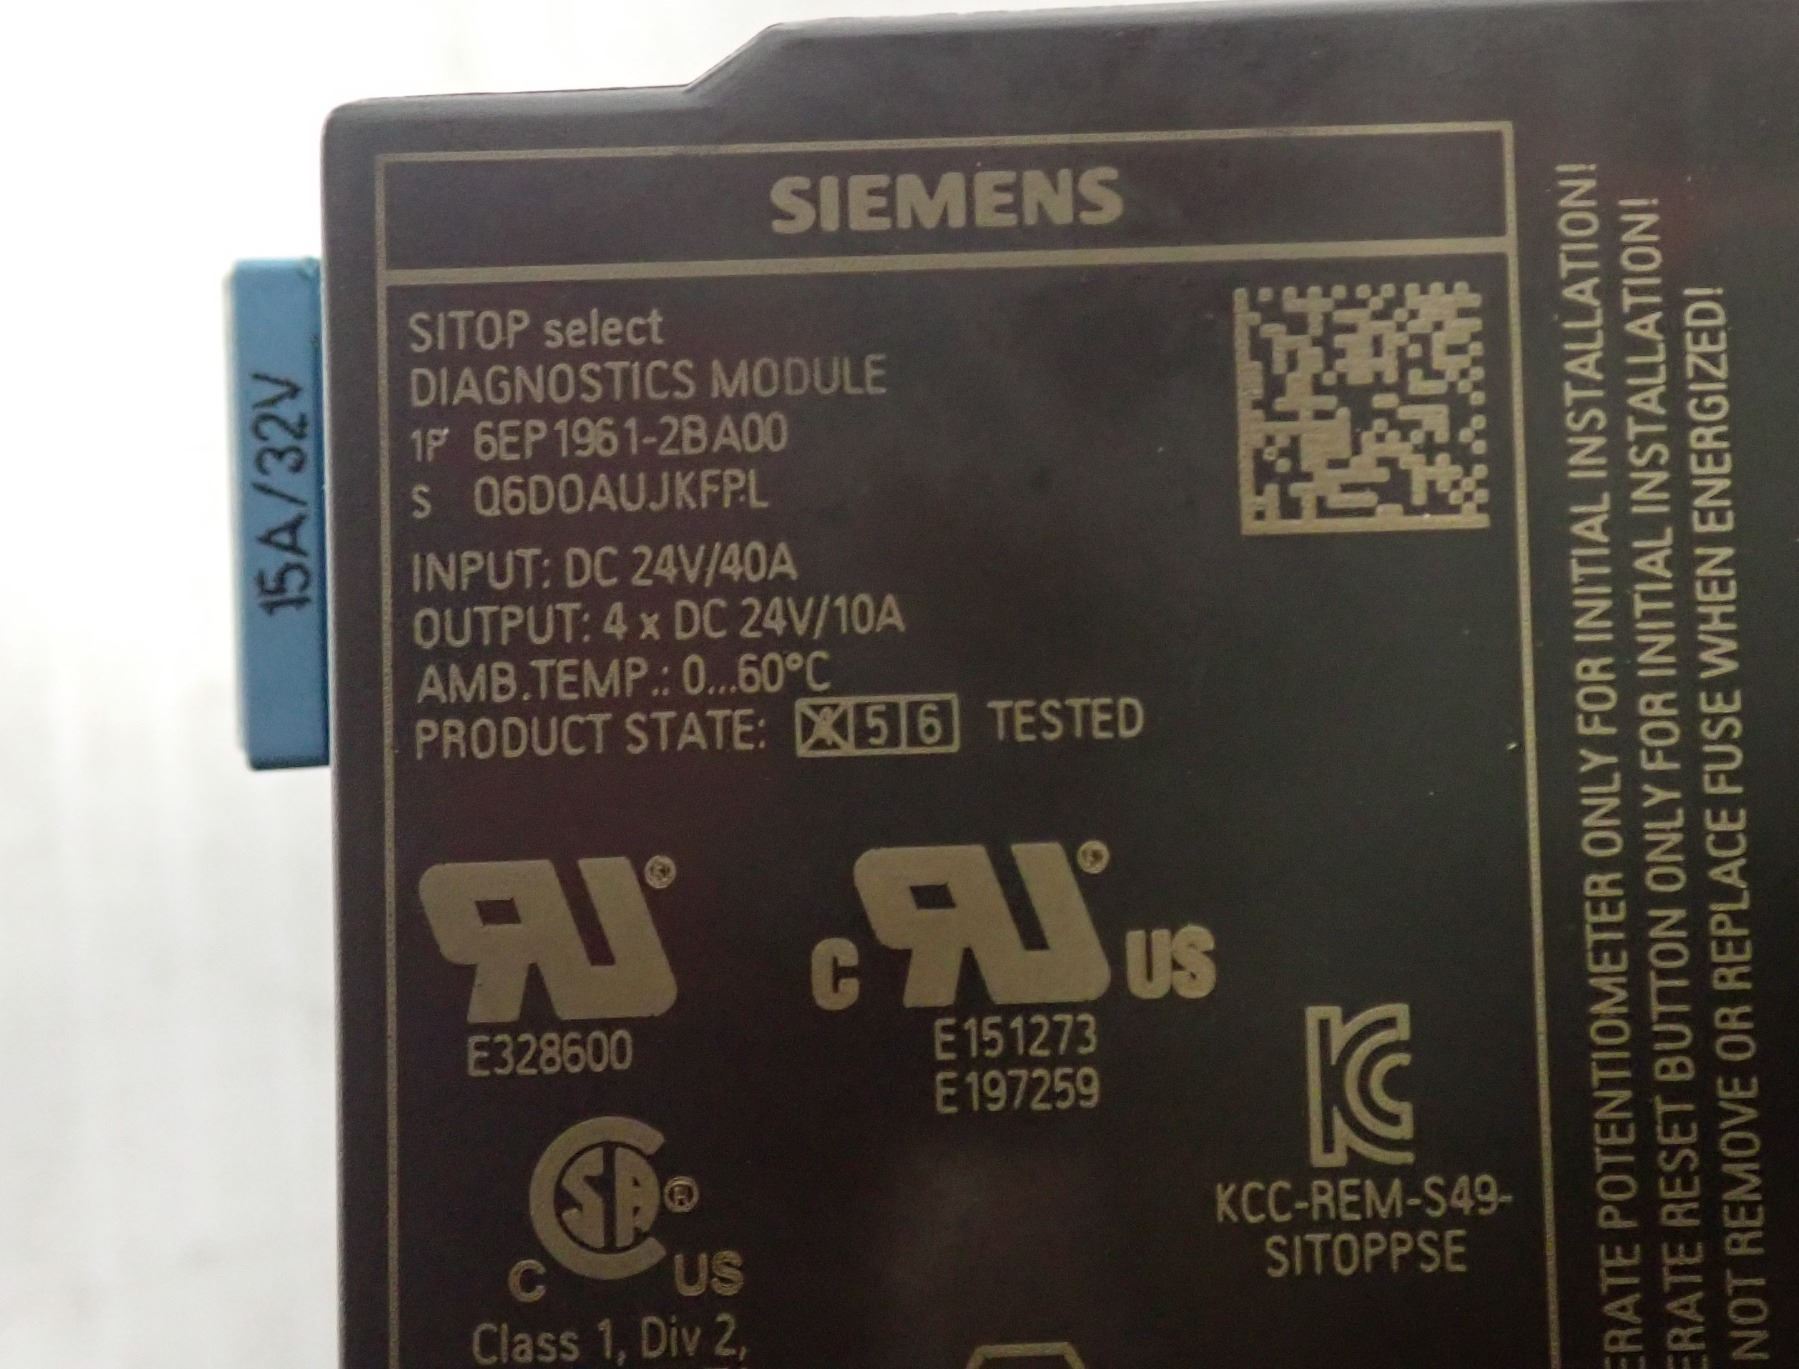 SIEMENS
SITOP select
DIAGNOSTICS MODULE
1P 6EP1961-2BA00
S Q6D0AUJKFPL
INPUT: DC 24V/40A
OUTPUT: 4 x DC 24V/10A
AMB.TEMP.: 0...60°C
PRODUCT STATE: 4 5 6 TESTED
E328600
C US
E151273
E197259
KCC-REM-S49-
SITOPPSE
SA
C US
Class 1, Div 2,
15A/32V
ERATE POTENTIOMETER ONLY FOR INITIAL INSTALLATION!
ERATE RESET BUTTON ONLY FOR INITIAL INSTALLATION!
NOT REMOVE OR REPLACE FUSE WHEN ENERGIZED!